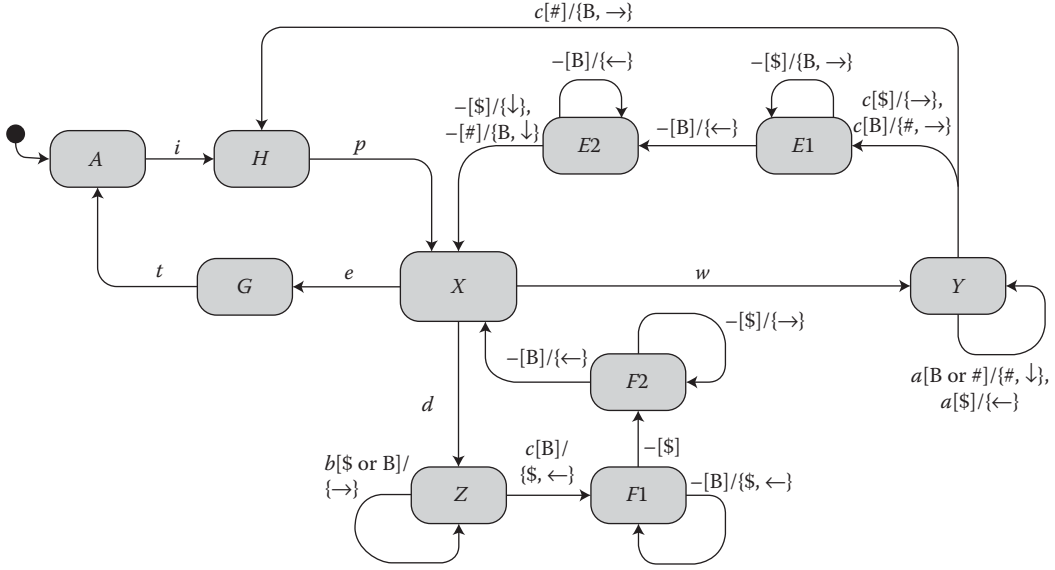 c[#]/{B, →}
–[B]/{←}
–[$]/{B, →}
–[$]/{↓},
–[#]/{B, ↓}
c[$]/{→},
c[B]/{#, →}
–[B]/{←}
A
i
H
p
E2
E1
t
G
e
X
w
Y
–[$]/{→}
–[B]/{←}
F2
a[B or #]/{#, ↓},
a[$]/{←}
d
–[$]
b[$ or B]/
{→}
c[B]/
{$, ←}
Z
F1
–[B]/{$, ←}